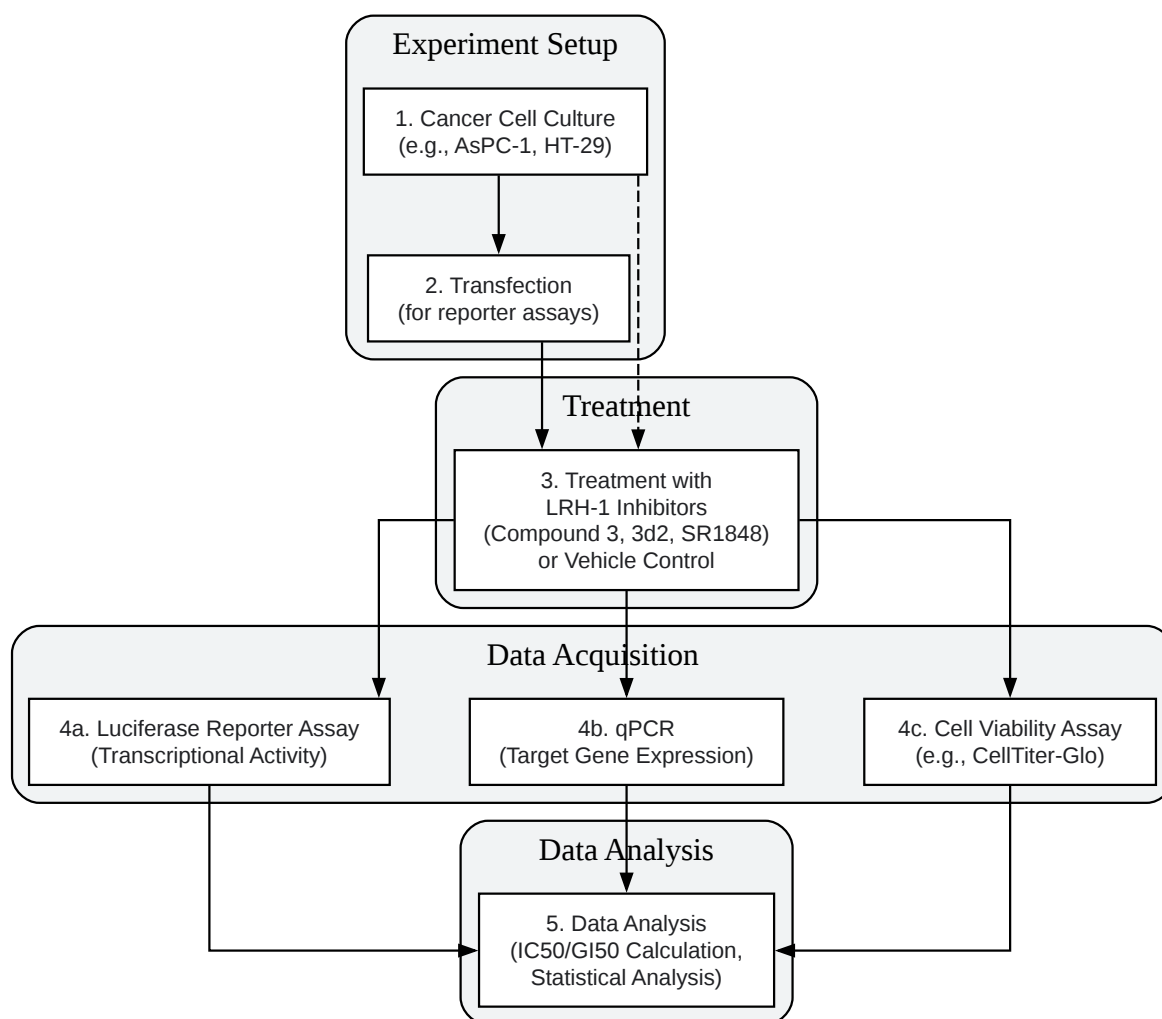 Experiment Setup
1. Cancer Cell Culture
(e.g., AsPC-1, HT-29)
2. Transfection
(for reporter assays)
Treatment
3. Treatment with
LRH-1 Inhibitors
(Compound 3, 3d2, SR1848)
or Vehicle Control
Data Acquisition
4a. Luciferase Reporter Assay
(Transcriptional Activity)
4b. qPCR
(Target Gene Expression)
4c. Cell Viability Assay
(e.g., CellTiter-Glo)
Data Analysis
5. Data Analysis
(IC50/GI50 Calculation,
Statistical Analysis)